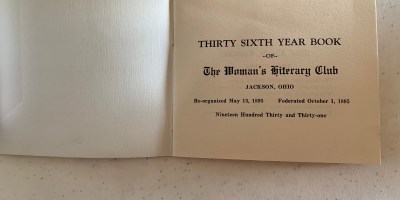 THIRTY SIXTH YEAR BOOK
-OF-
The Woman's Literary Club
JACKSON, OHIO
Re-organized May 13, 1895 Federated October 1, 1895
Nineteen Hundred Thirty and Thirty-one